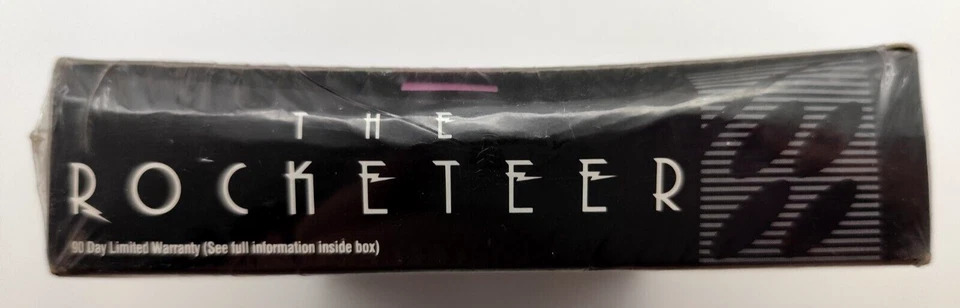 THE
ROCKETEER
90 Day Limited Warranty (See full information inside box)